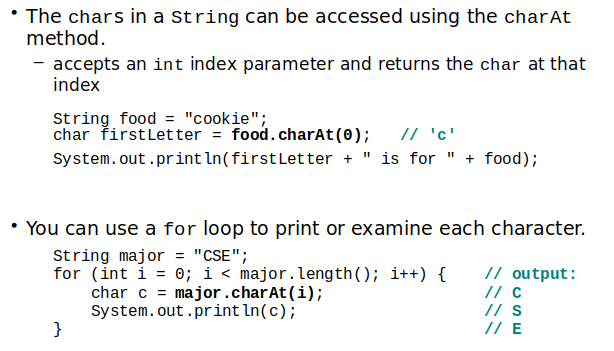 • The chars in a String can be accessed using the charAt
method.
– accepts an int index parameter and returns the char at that
index
String food = "cookie";
char firstLetter = food.charAt(0);   // 'c'
System.out.println(firstLetter + " is for " + food);
• You can use a for loop to print or examine each character.
String major = "CSE";
for (int i = 0; i < major.length(); i++) {    // output:
    char c = major.charAt(i);                 // C
    System.out.println(c);                    // S
}                                             // E